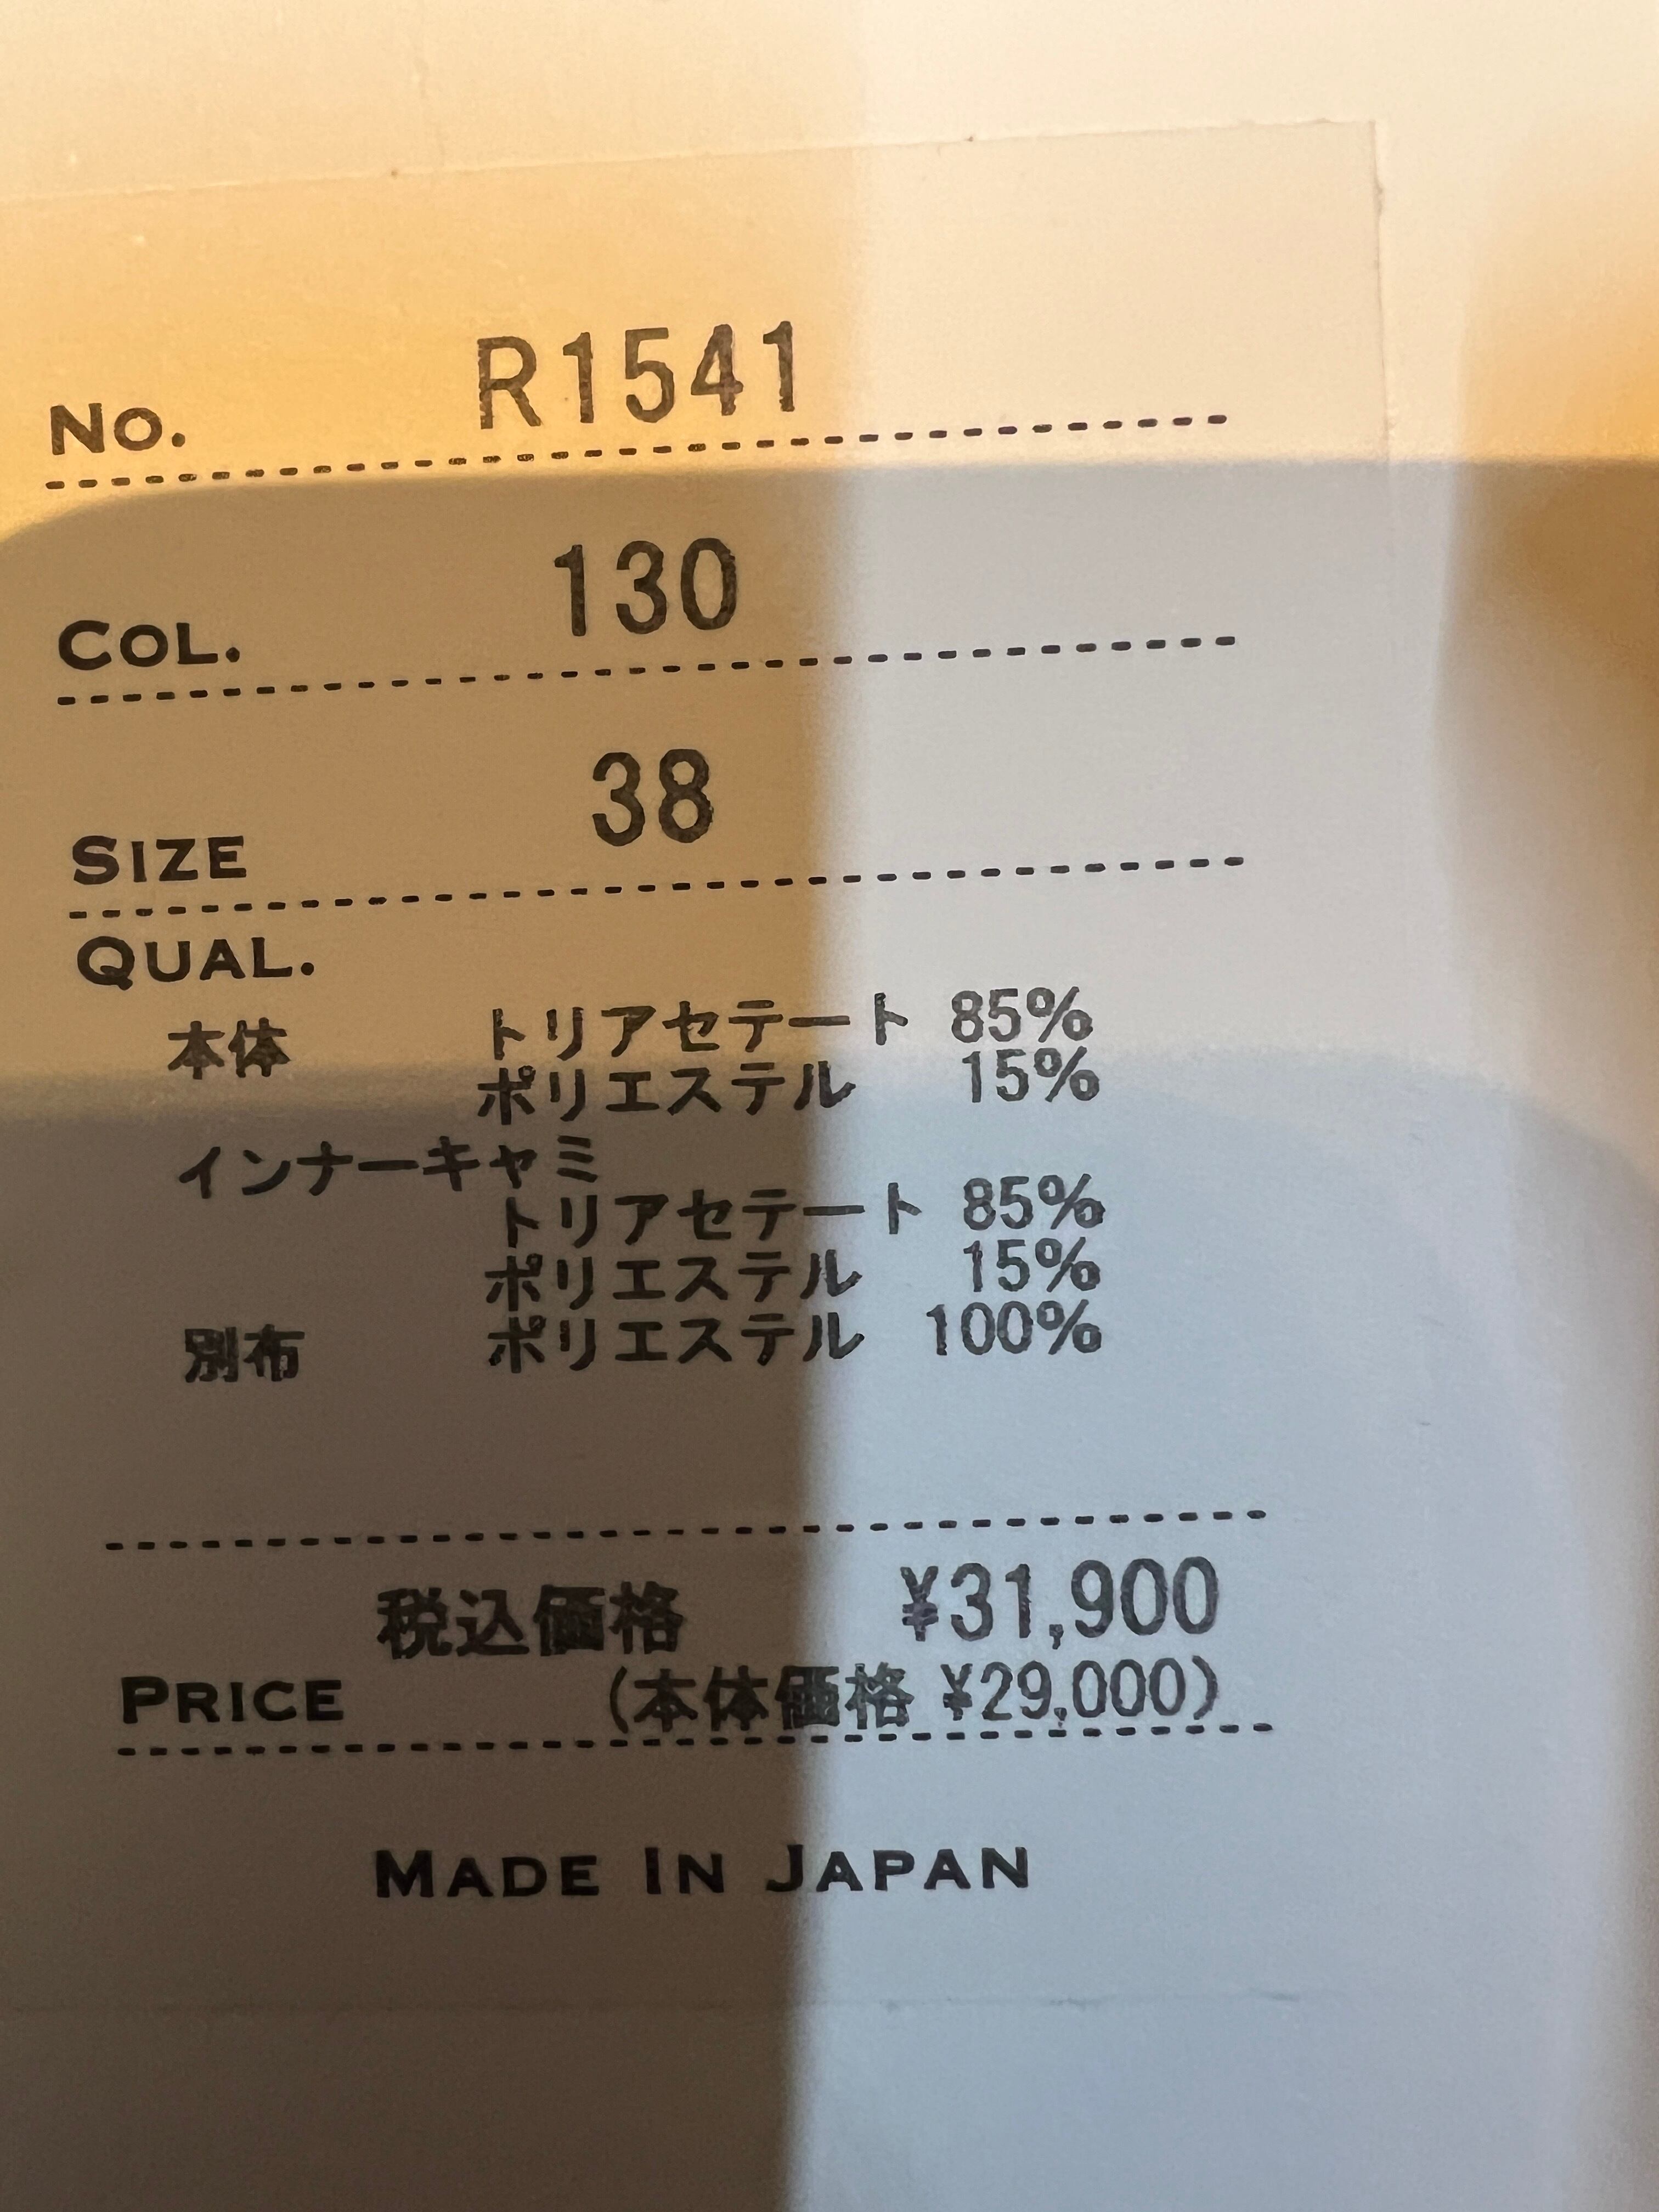 No. R1541
COL. 130
SIZE 38
QUAL.
本体 トリアセテート 85%
ポリエステル 15%
インナーキャミ
トリアセテート 85%
ポリエステル 15%
別布 ポリエステル 100%
税込価格 ¥31,900
PRICE (本体価格 ¥29,000)
MADE IN JAPAN